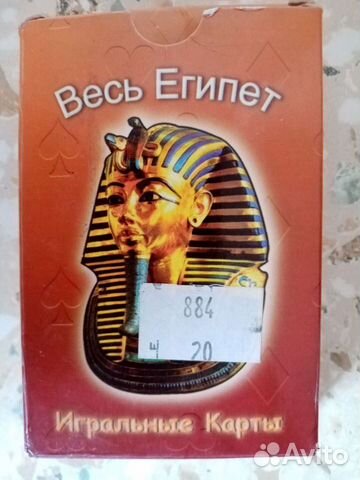 Весь Египет
884
Е.
20
Игральные Карты
Avito